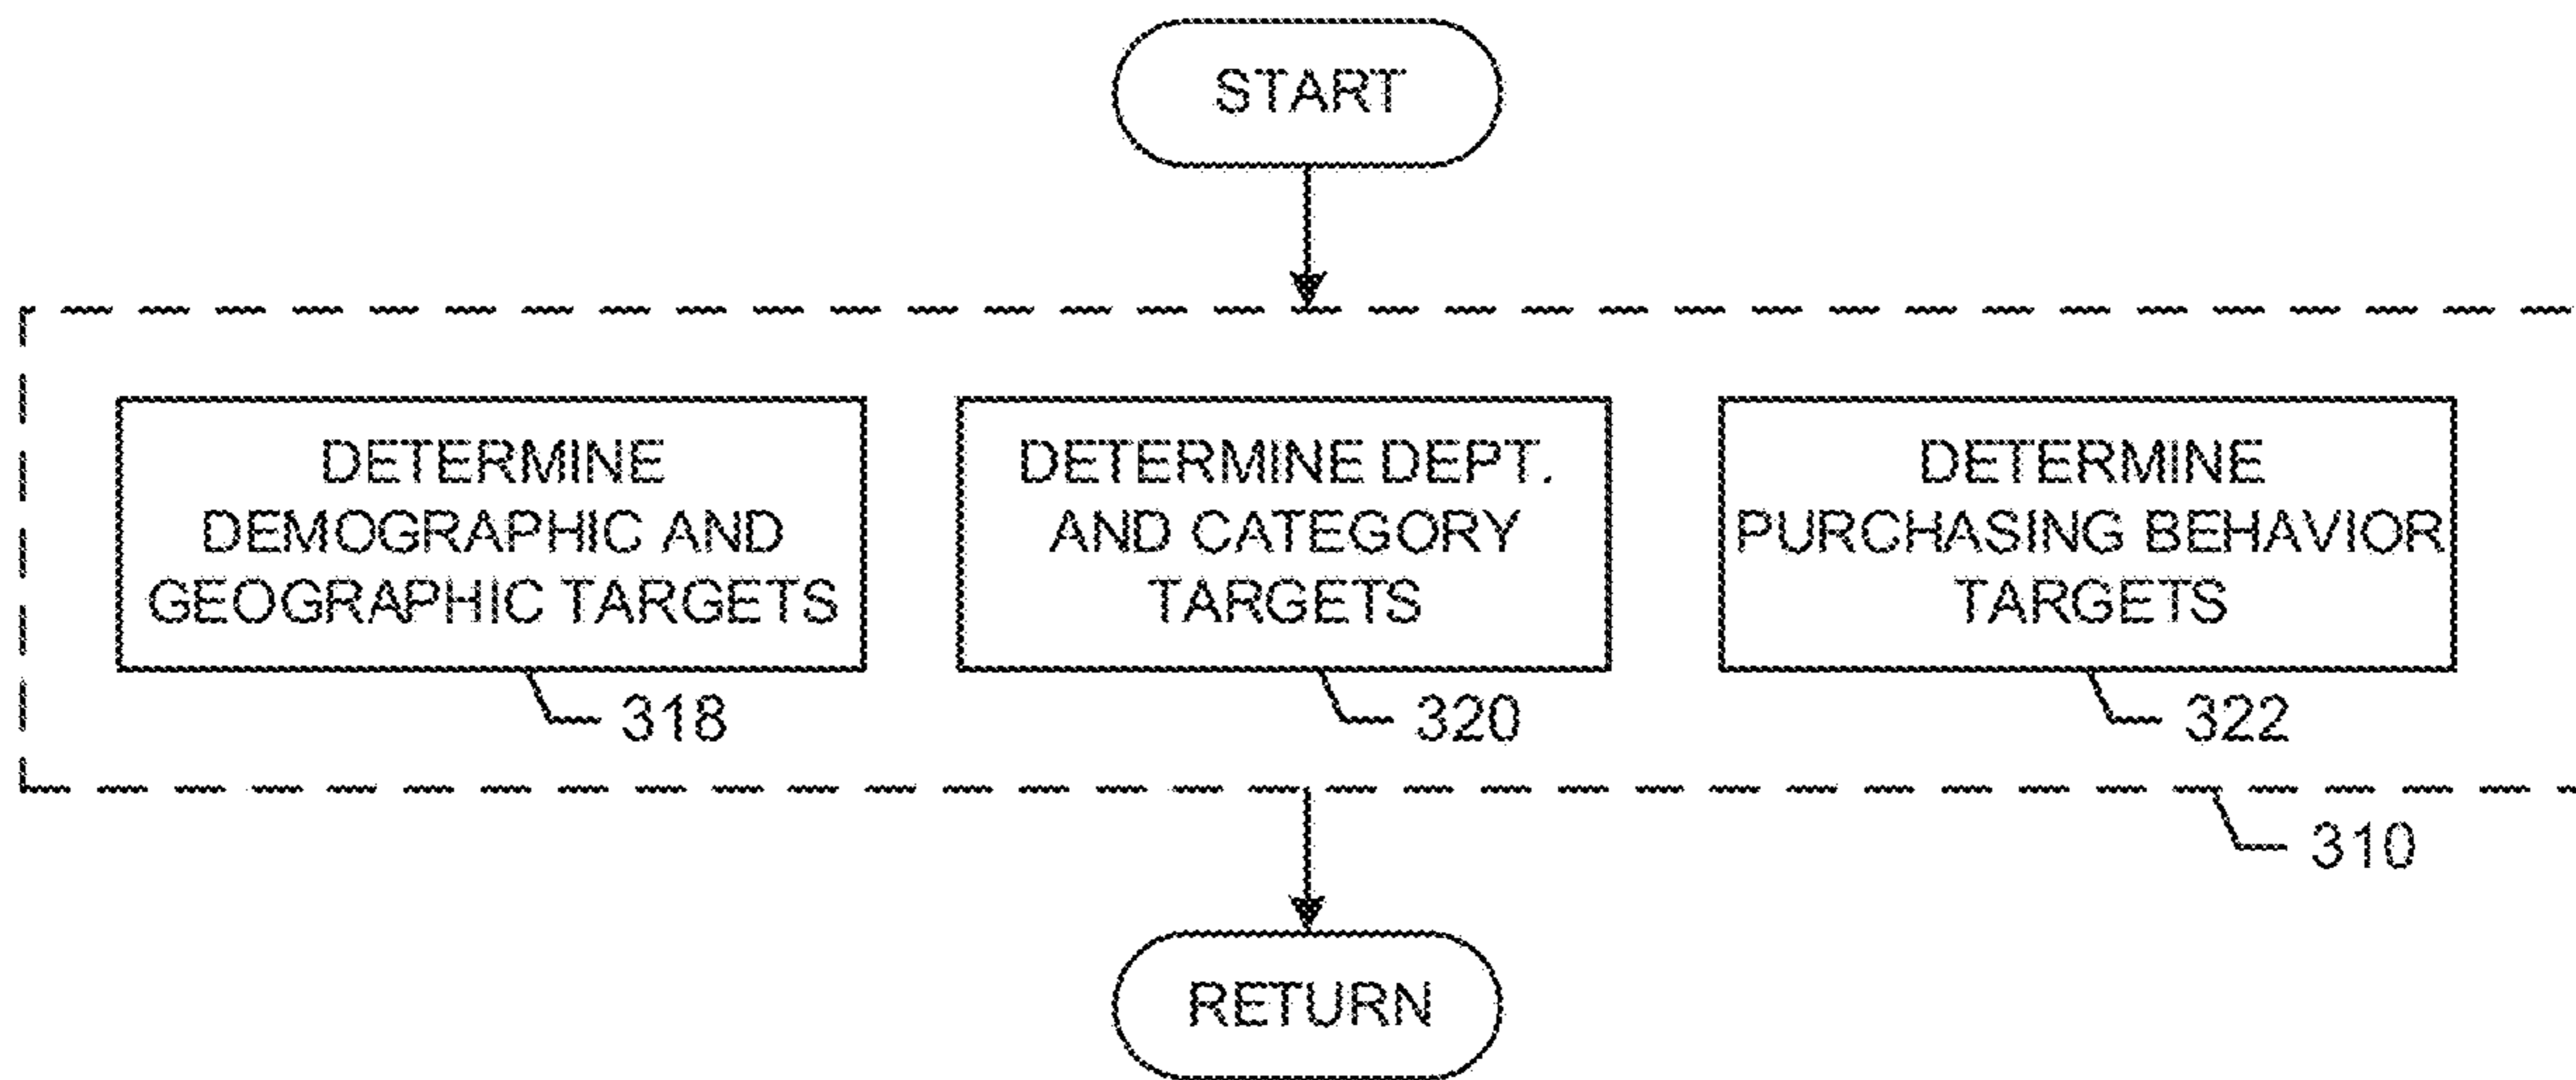 START
DETERMINE
DEMOGRAPHIC AND
GEOGRAPHIC TARGETS
318
DETERMINE DEPT.
AND CATEGORY
TARGETS
320
DETERMINE
PURCHASING BEHAVIOR
TARGETS
322
310
RETURN